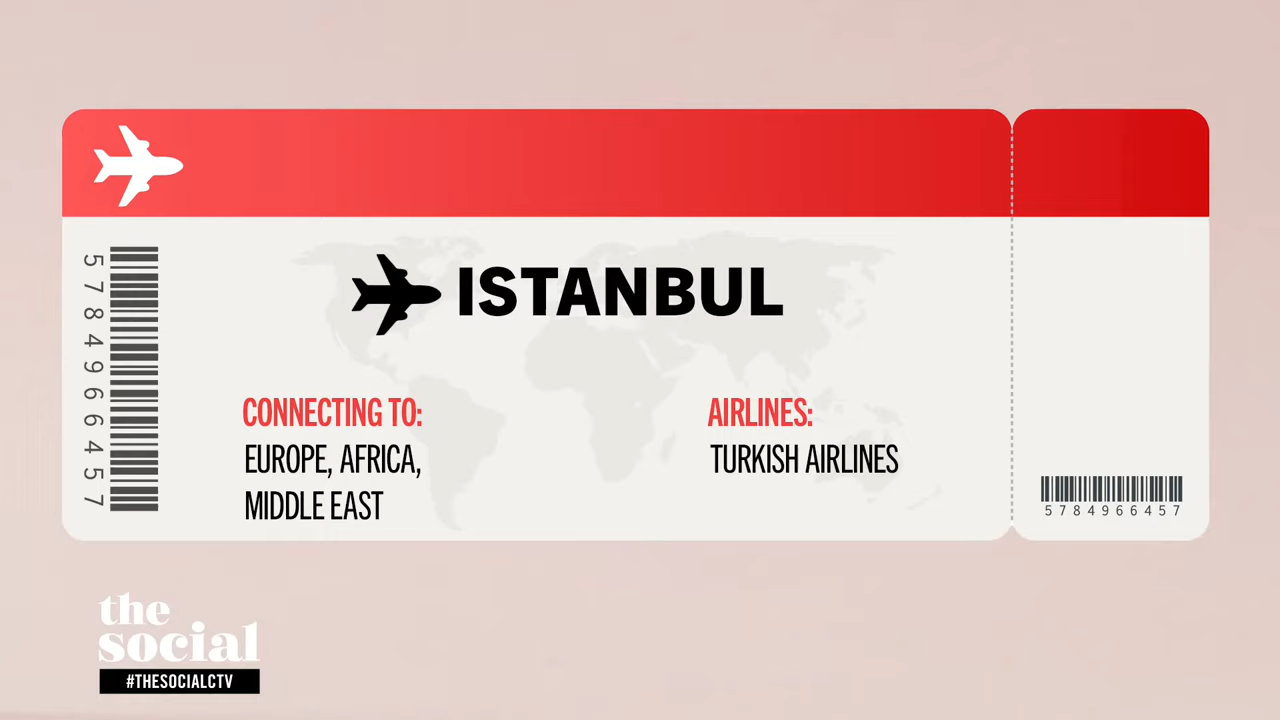 ISTANBUL
5784966457
CONNECTING TO:
EUROPE, AFRICA,
MIDDLE EAST
AIRLINES:
TURKISH AIRLINES
5784966457
the
social
#THESOCIALCTV